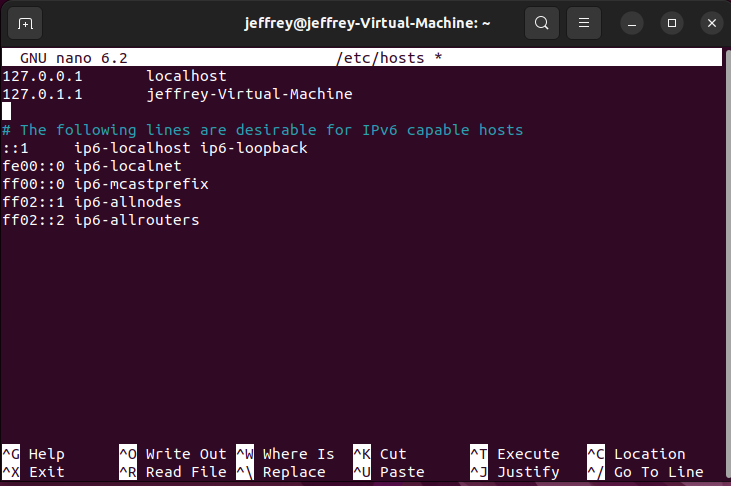 jeffrey@jeffrey-Virtual-Machine: ~
GNU nano 6.2 /etc/hosts *
127.0.0.1 localhost
127.0.1.1 jeffrey-Virtual-Machine
# The following lines are desirable for IPv6 capable hosts
::1 ip6-localhost ip6-loopback
fe00::0 ip6-localnet
ff00::0 ip6-mcastprefix
ff02::1 ip6-allnodes
ff02::2 ip6-allrouters
^G Help ^O Write Out ^W Where Is ^K Cut ^T Execute ^C Location
^X Exit ^R Read File ^\ Replace ^U Paste ^J Justify ^/ Go To Line